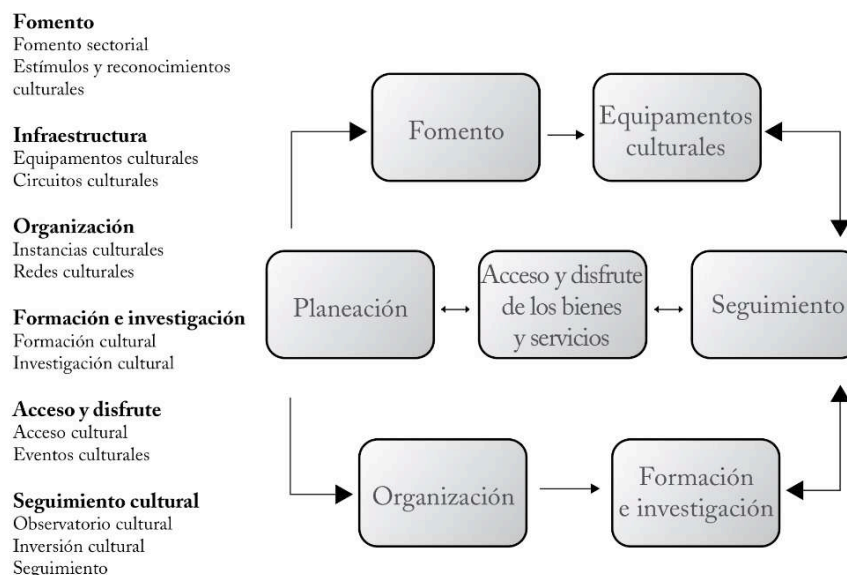 Fomento
Fomento sectorial
Estímulos y reconocimientos
culturales
Infraestructura
Equipamentos culturales
Circuitos culturales
Organización
Instancias culturales
Redes culturales
Formación e investigación
Formación cultural
Investigación cultural
Acceso y disfrute
Acceso cultural
Eventos culturales
Seguimiento cultural
Observatorio cultural
Inversión cultural
Seguimiento
Fomento
Equipamentos
culturales
Planeación
Acceso y disfrute
de los bienes
y servicios
Seguimiento
Organización
Formación
e investigación